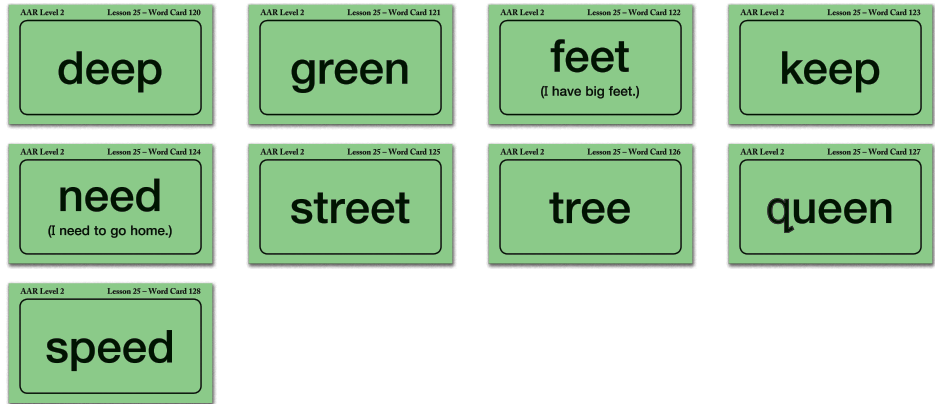 AAR Level 2 Lesson 25 – Word Card 120
deep
AAR Level 2 Lesson 25 – Word Card 121
green
AAR Level 2 Lesson 25 – Word Card 122
feet
(I have big feet.)
AAR Level 2 Lesson 25 – Word Card 123
keep
AAR Level 2 Lesson 25 – Word Card 124
need
(I need to go home.)
AAR Level 2 Lesson 25 – Word Card 125
street
AAR Level 2 Lesson 25 – Word Card 126
tree
AAR Level 2 Lesson 25 – Word Card 127
queen
AAR Level 2 Lesson 25 – Word Card 128
speed